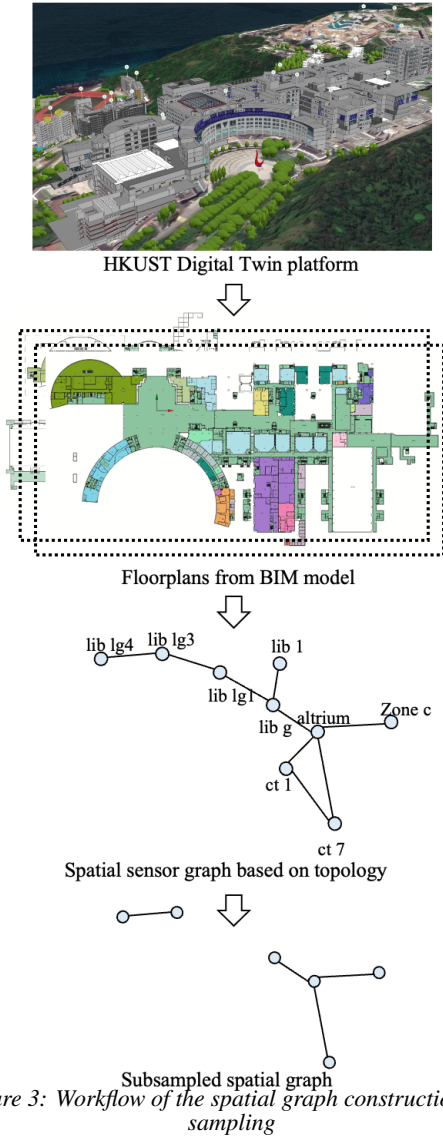 HKUST Digital Twin platform
Floorplans from BIM model
lib lg4
lib lg3
lib 1
lib lg1
lib g
altrium
Zone c
ct 1
ct 7
Spatial sensor graph based on topology
Subsampled spatial graph
ure 3: Workflow of the spatial graph constructio
sampling